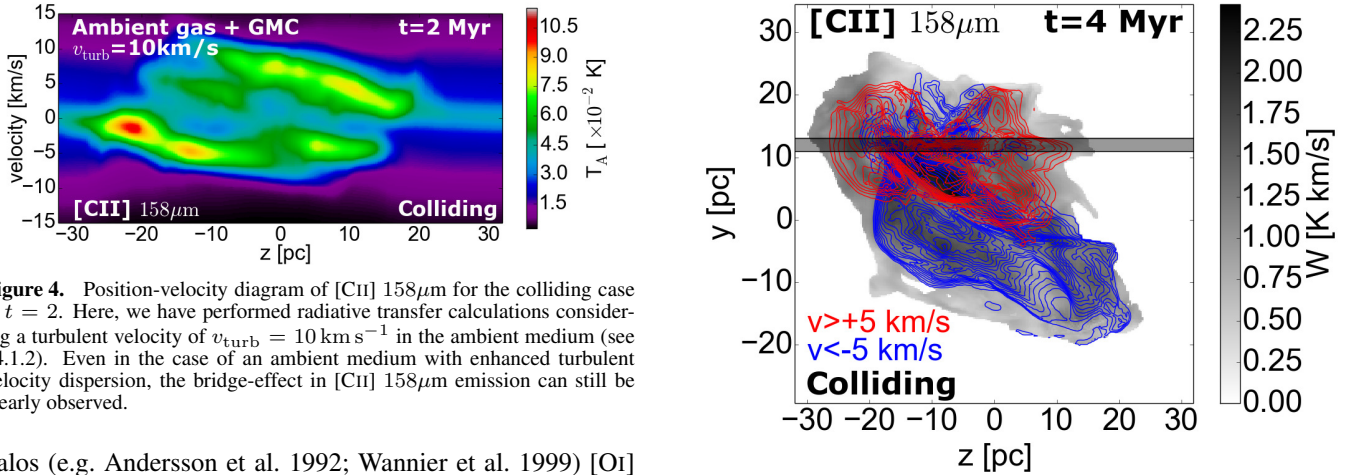 Ambient gas + GMC t=2 Myr
v_turb=10km/s
[CII] 158μm Colliding
15
10
5
0
−5
−10
−15
velocity [km/s]
−30 −20 −10 0 10 20 30
z [pc]
10.5
9.0
7.5
6.0
4.5
3.0
1.5
T_A [×10^−2 K]
igure 4. Position-velocity diagram of [CII] 158μm for the colliding case
t = 2. Here, we have performed radiative transfer calculations consider-
g a turbulent velocity of v_turb = 10 km s^−1 in the ambient medium (see
4.1.2). Even in the case of an ambient medium with enhanced turbulent
elocity dispersion, the bridge-effect in [CII] 158μm emission can still be
early observed.
alos (e.g. Andersson et al. 1992; Wannier et al. 1999) [OI]
[CII] 158μm t=4 Myr
30
20
10
0
−10
−20
y [pc]
v>+5 km/s
v<-5 km/s
Colliding
−30 −20 −10 0 10 20 30
z [pc]
2.25
2.00
1.75
1.50
1.25
1.00
0.75
0.50
0.25
0.00
W [K km/s]